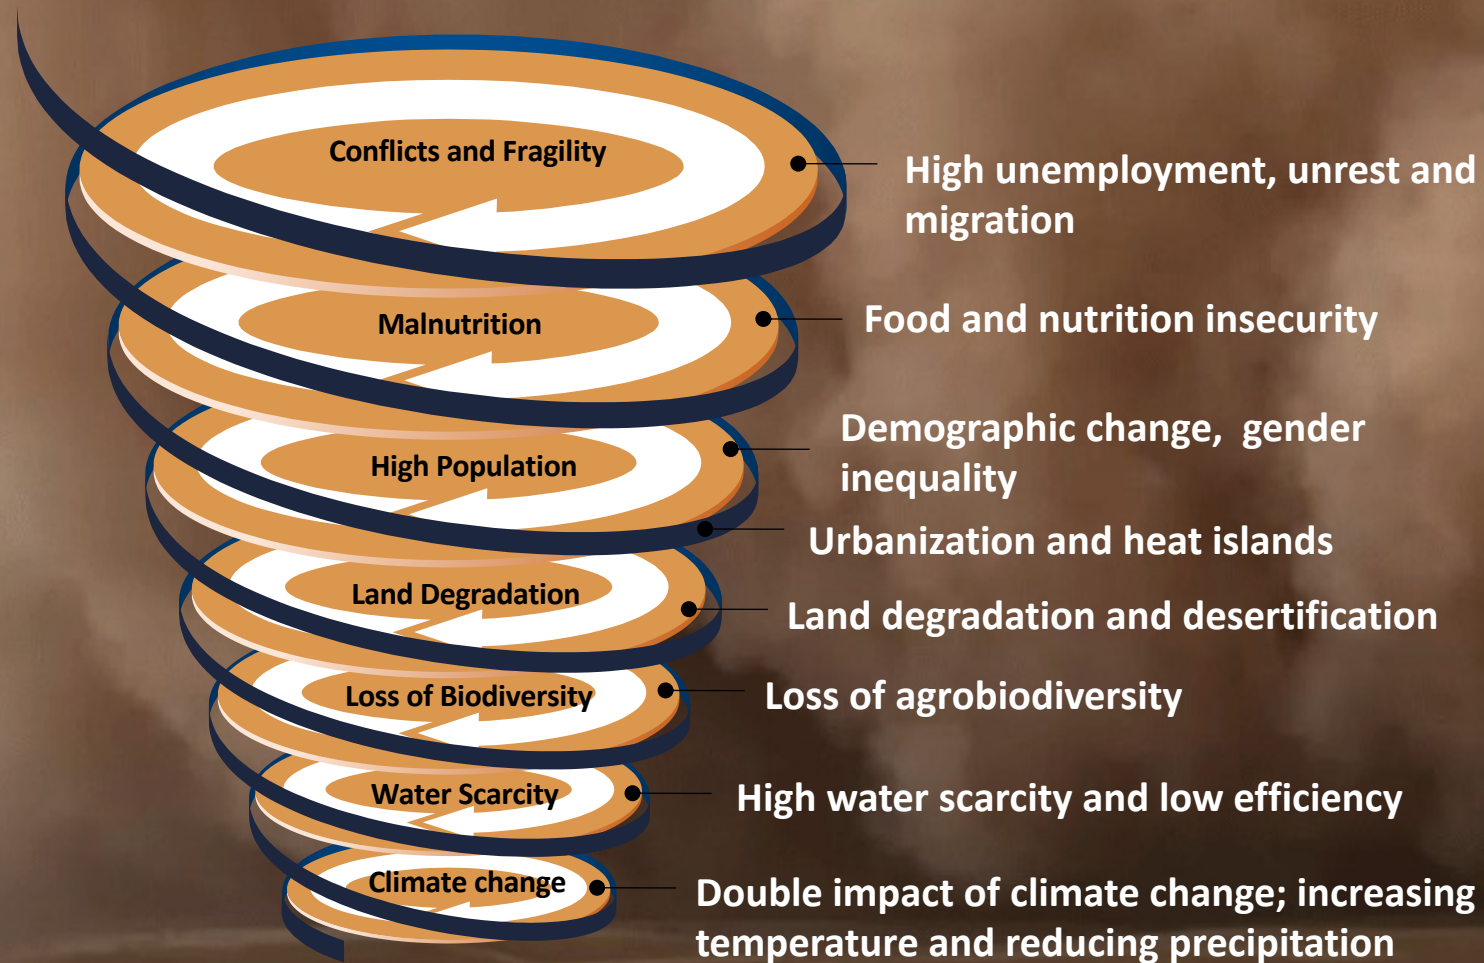 Conflicts and Fragility
High unemployment, unrest and
migration
Malnutrition
Food and nutrition insecurity
High Population
Demographic change, gender
inequality
Urbanization and heat islands
Land Degradation
Land degradation and desertification
Loss of Biodiversity
Loss of agrobiodiversity
Water Scarcity
High water scarcity and low efficiency
Climate change
Double impact of climate change; increasing
temperature and reducing precipitation